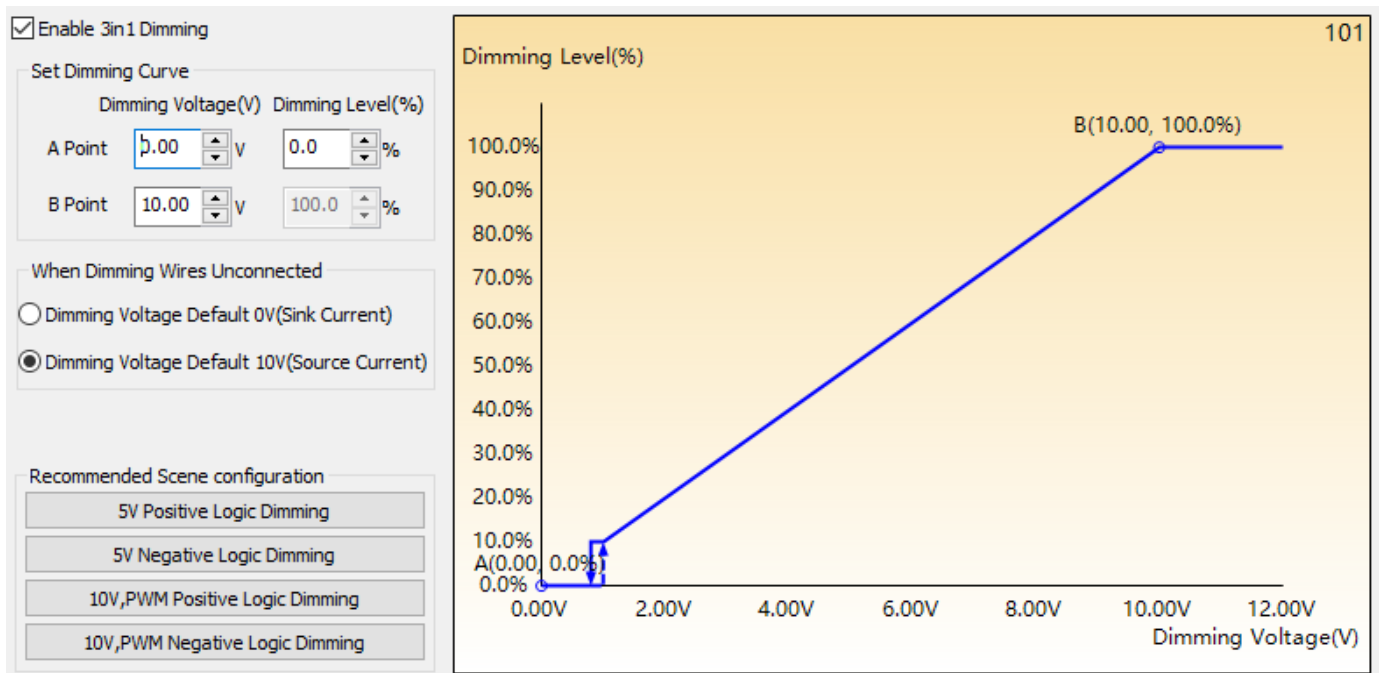 Enable 3in1 Dimming
Set Dimming Curve
Dimming Voltage(V) Dimming Level(%)
A Point 0.00 V 0.0 %
B Point 10.00 V 100.0 %
When Dimming Wires Unconnected
Dimming Voltage Default 0V(Sink Current)
Dimming Voltage Default 10V(Source Current)
Recommended Scene configuration
5V Positive Logic Dimming
5V Negative Logic Dimming
10V,PWM Positive Logic Dimming
10V,PWM Negative Logic Dimming
101
Dimming Level(%)
B(10.00, 100.0%)
100.0%
90.0%
80.0%
70.0%
60.0%
50.0%
40.0%
30.0%
20.0%
10.0%
A(0.00, 0.0%)
0.0%
0.00V 2.00V 4.00V 6.00V 8.00V 10.00V 12.00V
Dimming Voltage(V)